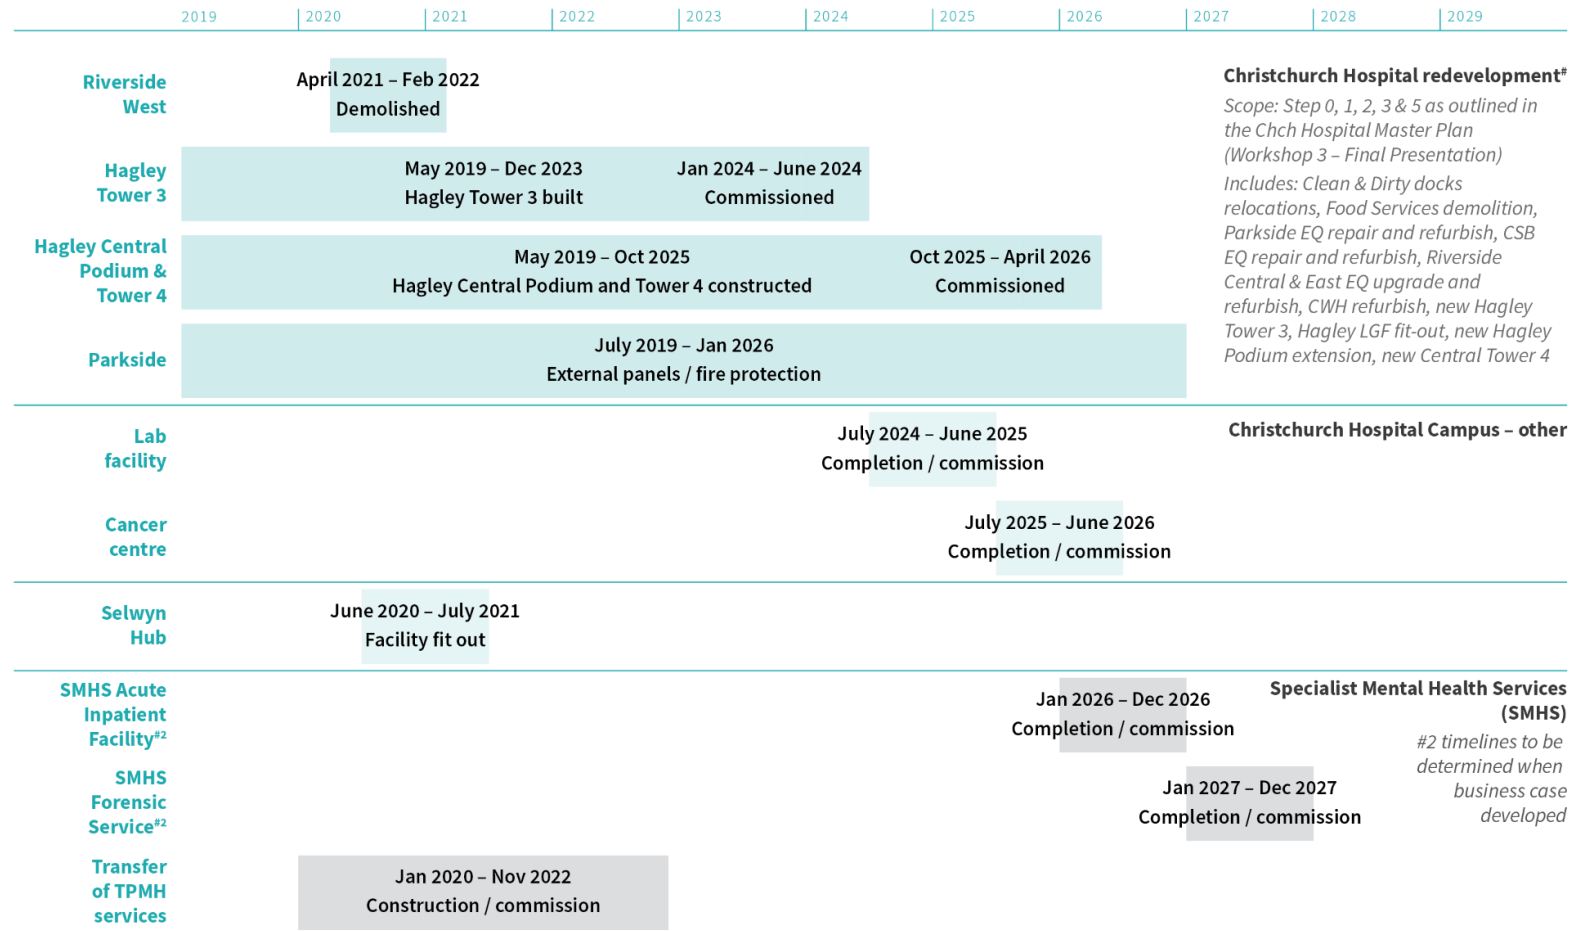 2019 2020 2021 2022 2023 2024 2025 2026 2027 2028 2029
Riverside
West
April 2021 – Feb 2022
Demolished
Hagley
Tower 3
May 2019 – Dec 2023
Hagley Tower 3 built
Jan 2024 – June 2024
Commissioned
Hagley Central
Podium &
Tower 4
May 2019 – Oct 2025
Hagley Central Podium and Tower 4 constructed
Oct 2025 – April 2026
Commissioned
Parkside
July 2019 – Jan 2026
External panels / fire protection
Christchurch Hospital redevelopment#
Scope: Step 0, 1, 2, 3 & 5 as outlined in
the Chch Hospital Master Plan
(Workshop 3 – Final Presentation)
Includes: Clean & Dirty docks
relocations, Food Services demolition,
Parkside EQ repair and refurbish, CSB
EQ repair and refurbish, Riverside
Central & East EQ upgrade and
refurbish, CWH refurbish, new Hagley
Tower 3, Hagley LGF fit-out, new Hagley
Podium extension, new Central Tower 4
Lab
facility
July 2024 – June 2025
Completion / commission
Christchurch Hospital Campus – other
Cancer
centre
July 2025 – June 2026
Completion / commission
Selwyn
Hub
June 2020 – July 2021
Facility fit out
SMHS Acute
Inpatient
Facility#2
Jan 2026 – Dec 2026
Completion / commission
Specialist Mental Health Services
(SMHS)
#2 timelines to be
determined when
business case
developed
SMHS
Forensic
Service#2
Jan 2027 – Dec 2027
Completion / commission
Transfer
of TPMH
services
Jan 2020 – Nov 2022
Construction / commission